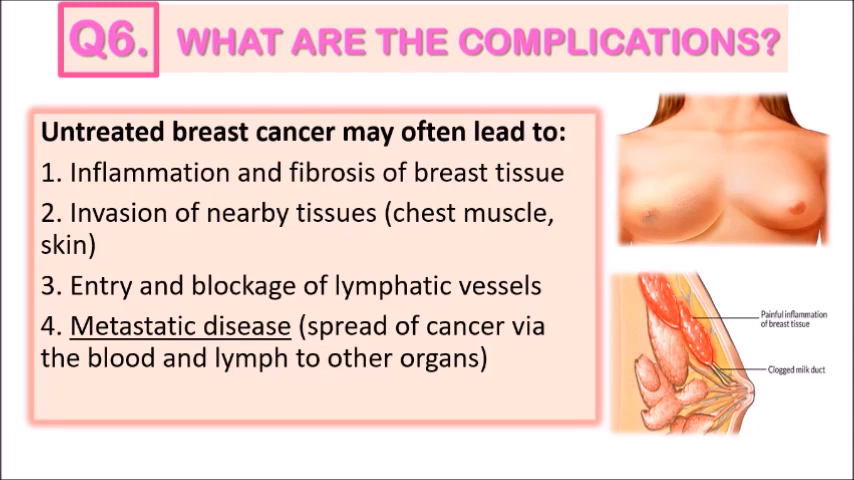 Q6. WHAT ARE THE COMPLICATIONS?
Untreated breast cancer may often lead to:
1. Inflammation and fibrosis of breast tissue
2. Invasion of nearby tissues (chest muscle,
skin)
3. Entry and blockage of lymphatic vessels
4. Metastatic disease (spread of cancer via
the blood and lymph to other organs)
Painful inflammation
of breast tissue
Clogged milk duct